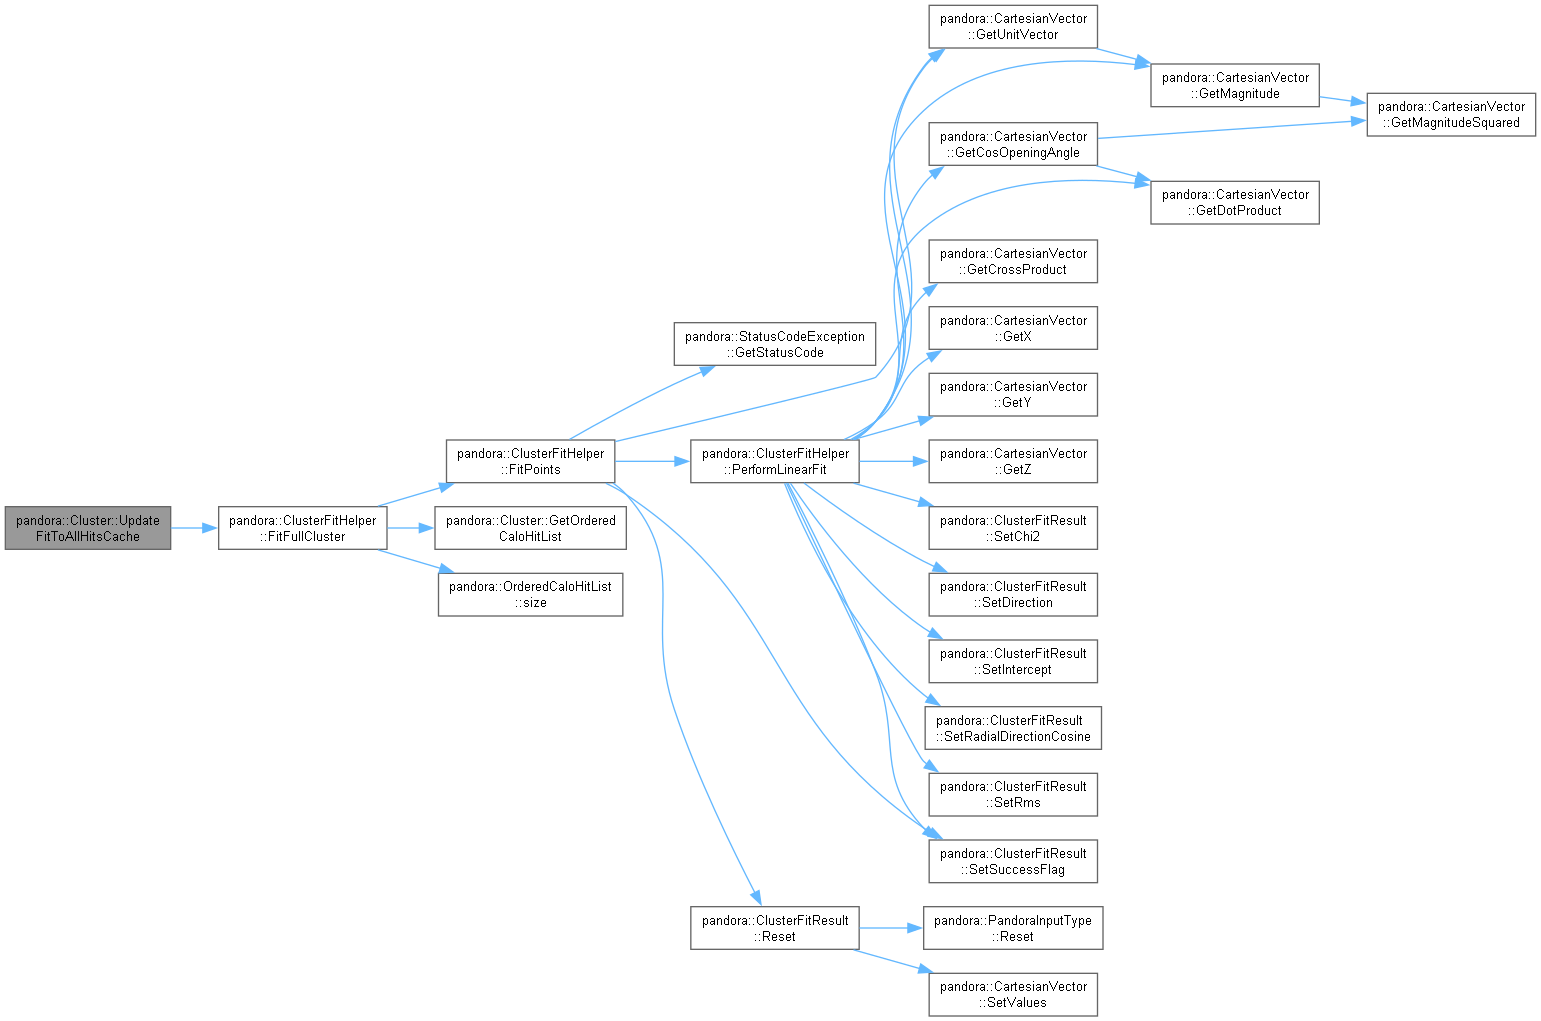 pandora::CartesianVector
::GetUnitVector
pandora::CartesianVector
::GetMagnitude
pandora::CartesianVector
::GetMagnitudeSquared
pandora::CartesianVector
::GetCosOpeningAngle
pandora::CartesianVector
::GetDotProduct
pandora::CartesianVector
::GetCrossProduct
pandora::CartesianVector
::GetX
pandora::StatusCodeException
::GetStatusCode
pandora::CartesianVector
::GetY
pandora::ClusterFitHelper
::FitPoints
pandora::ClusterFitHelper
::PerformLinearFit
pandora::CartesianVector
::GetZ
pandora::Cluster::Update
FitToAllHitsCache
pandora::ClusterFitHelper
::FitFullCluster
pandora::Cluster::GetOrdered
CaloHitList
pandora::ClusterFitResult
::SetChi2
pandora::OrderedCaloHitList
::size
pandora::ClusterFitResult
::SetDirection
pandora::ClusterFitResult
::SetIntercept
pandora::ClusterFitResult
::SetRadialDirectionCosine
pandora::ClusterFitResult
::SetRms
pandora::ClusterFitResult
::SetSuccessFlag
pandora::ClusterFitResult
::Reset
pandora::PandoraInputType
::Reset
pandora::CartesianVector
::SetValues